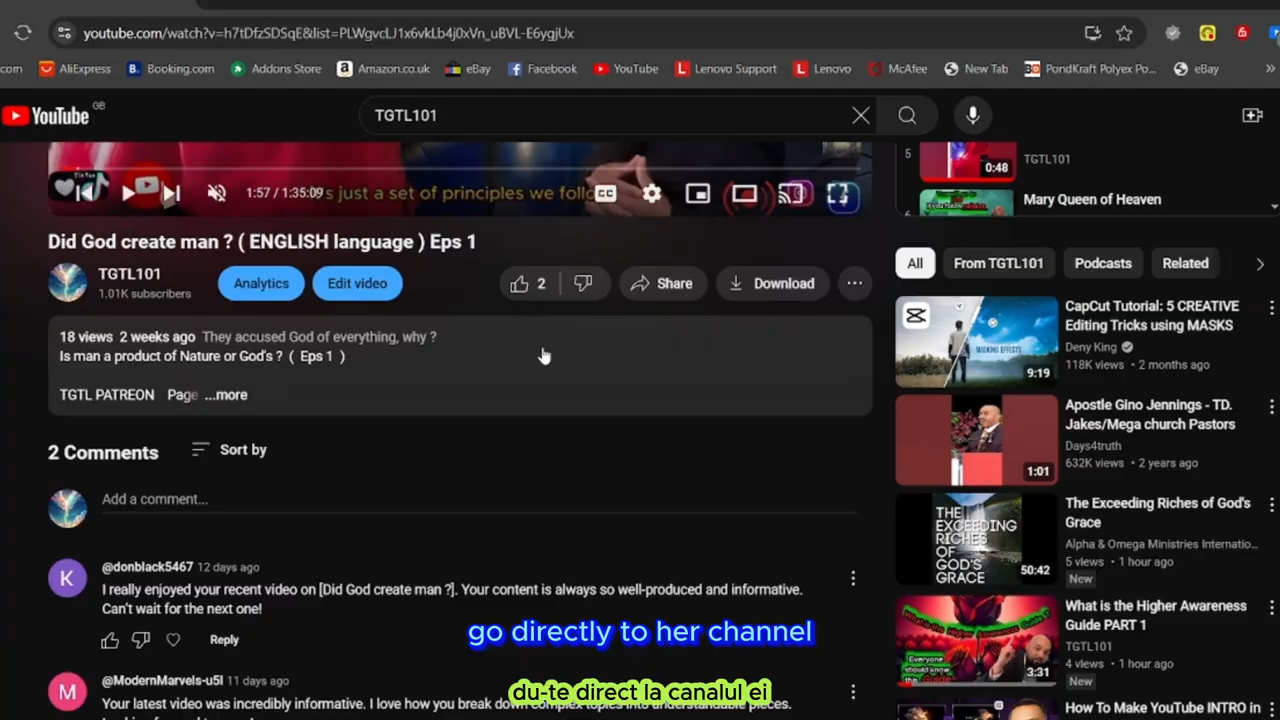 youtube.com/watch?v=h7tDfzSDSqE&list=PLWgvcLJ1x6vkLb4j0xVn_uBVL-E6ygjUx
com AliExpress Booking.com Addons Store Amazon.co.uk eBay Facebook YouTube Lenovo Support Lenovo McAfee New Tab PondKraft Polyex Po... eBay
YouTube GB
TGTL101
1:57 / 1:35:09
's just a set of principles we follo
CC
5
0:48
TGTL101
Mary Queen of Heaven
Did God create man ? ( ENGLISH language ) Eps 1
TGTL101
1.01K subscribers
Analytics
Edit video
2
Share
Download
18 views 2 weeks ago They accused God of everything, why ?
Is man a product of Nature or God's ? ( Eps 1 )
TGTL PATREON Page ...more
2 Comments
Sort by
Add a comment...
K
@donblack5467 12 days ago
I really enjoyed your recent video on [Did God create man ?]. Your content is always so well-produced and informative.
Can't wait for the next one!
Reply
M
@ModernMarvels-u5l 11 days ago
Your latest video was incredibly informative. I love how you break down complex topics into understandable pieces.
go directly to her channel
du-te direct la canalul ei
All
From TGTL101
Podcasts
Related
CapCut Tutorial: 5 CREATIVE
Editing Tricks using MASKS
Deny King
118K views • 2 months ago
9:19
Apostle Gino Jennings - TD.
Jakes/Mega church Pastors
Days4truth
632K views • 2 years ago
1:01
THE
EXCEEDING
RICHES
OF
GOD'S
GRACE
50:42
The Exceeding Riches of God's
Grace
Alpha & Omega Ministries Internatio...
5 views • 1 hour ago
New
Everyone
should know
this Guide
3:31
What is the Higher Awareness
Guide PART 1
TGTL101
4 views • 1 hour ago
New
How To Make YouTube INTRO in